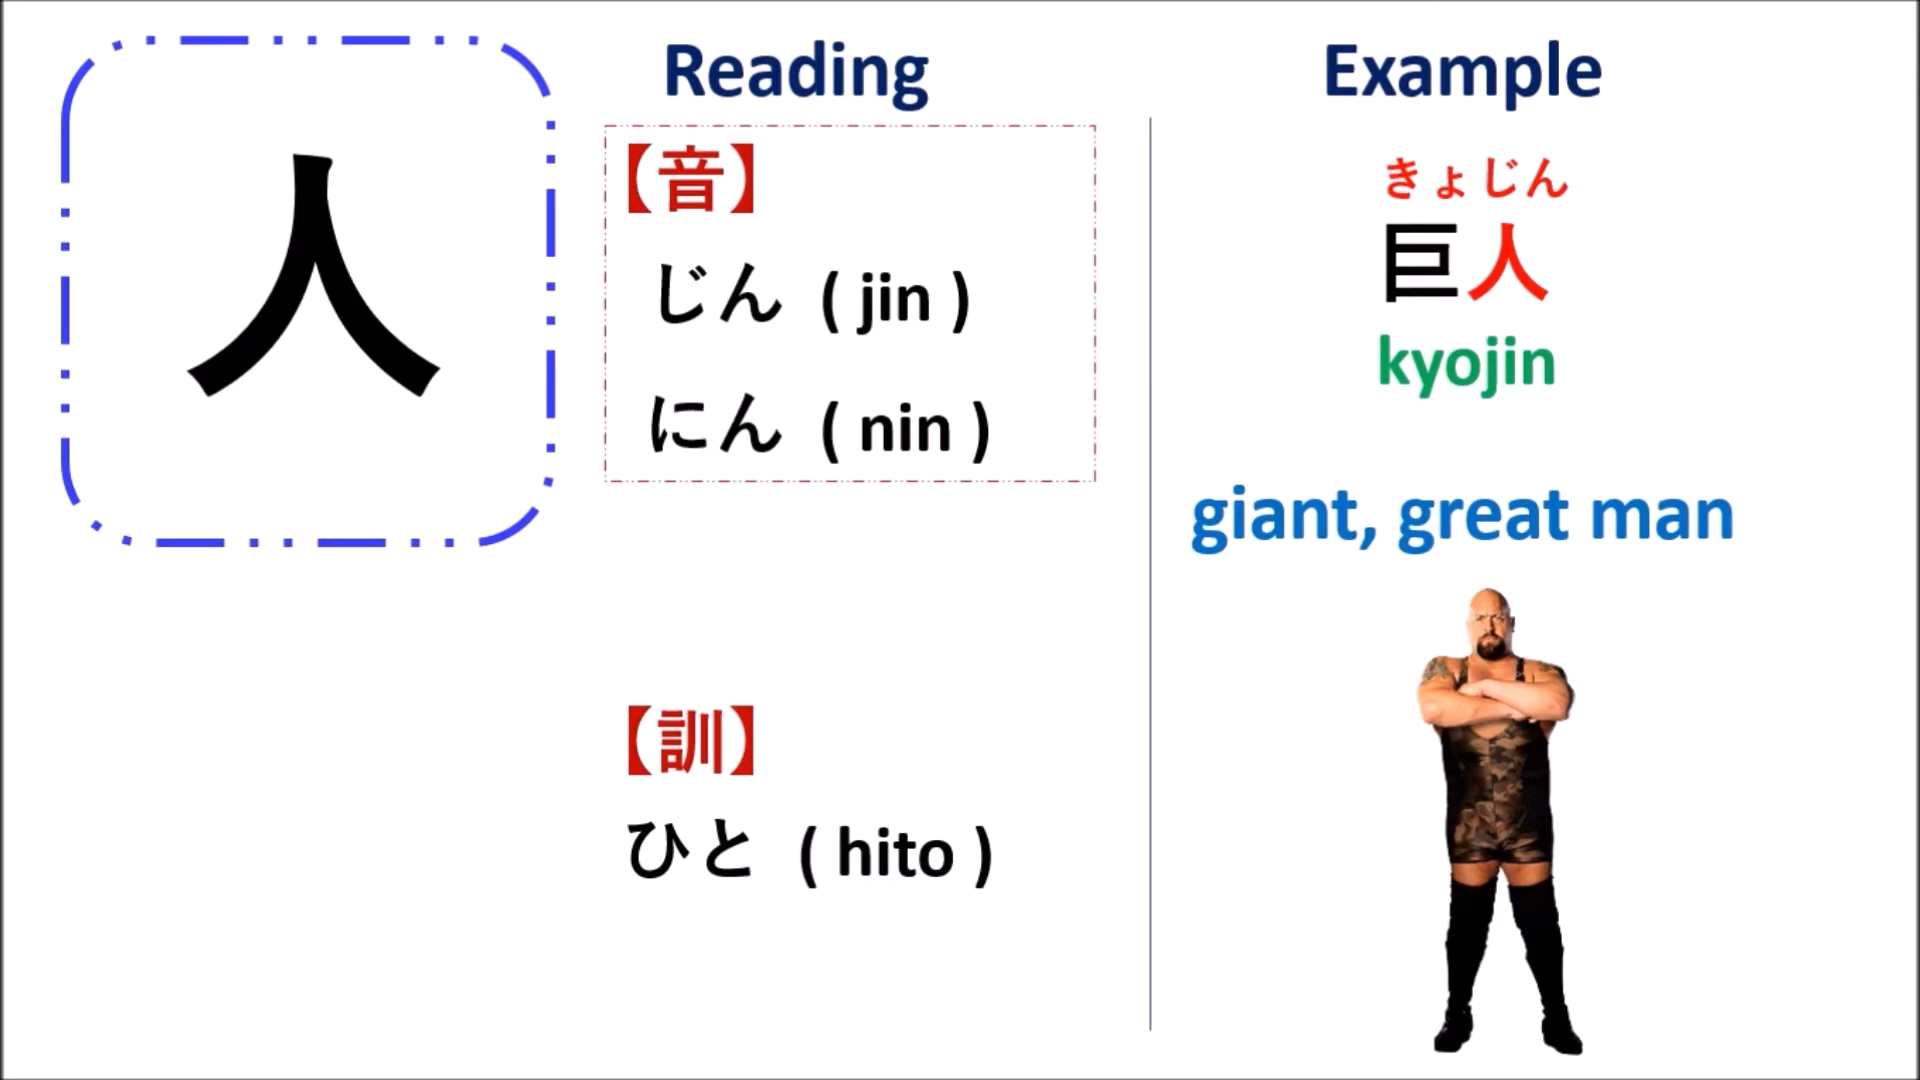 人
Reading
【音】
じん ( jin )
にん ( nin )
【訓】
ひと ( hito )
Example
きょじん
巨人
kyojin
giant, great man